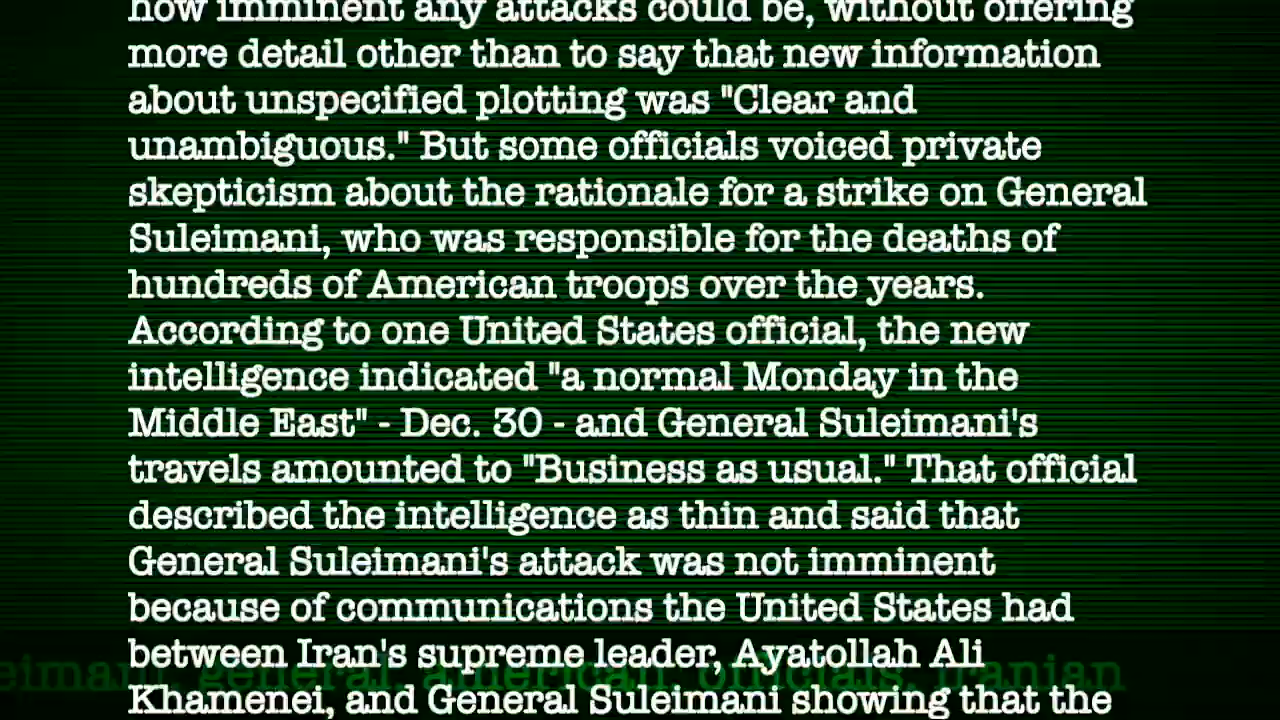 how imminent any attacks could be, without offering
more detail other than to say that new information
about unspecified plotting was "Clear and
unambiguous." But some officials voiced private
skepticism about the rationale for a strike on General
Suleimani, who was responsible for the deaths of
hundreds of American troops over the years.
According to one United States official, the new
intelligence indicated "a normal Monday in the
Middle East" - Dec. 30 - and General Suleimani's
travels amounted to "Business as usual." That official
described the intelligence as thin and said that
General Suleimani's attack was not imminent
because of communications the United States had
between Iran's supreme leader, Ayatollah Ali
general, american, officials, iranian
Khamenei, and General Suleimani showing that the